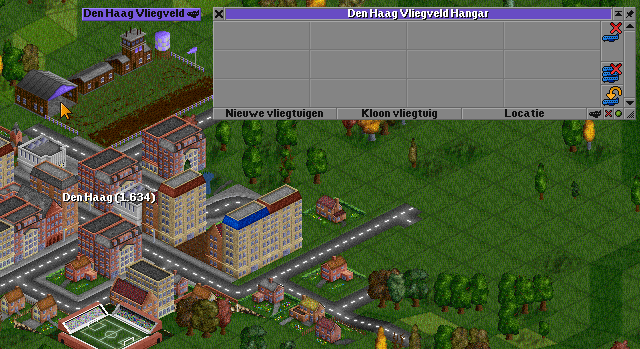 Den Haag Vliegveld
Den Haag Vliegveld Hangar
Nieuwe vliegtuigen
Kloon vliegtuig
Locatie
Den Haag (1.634)